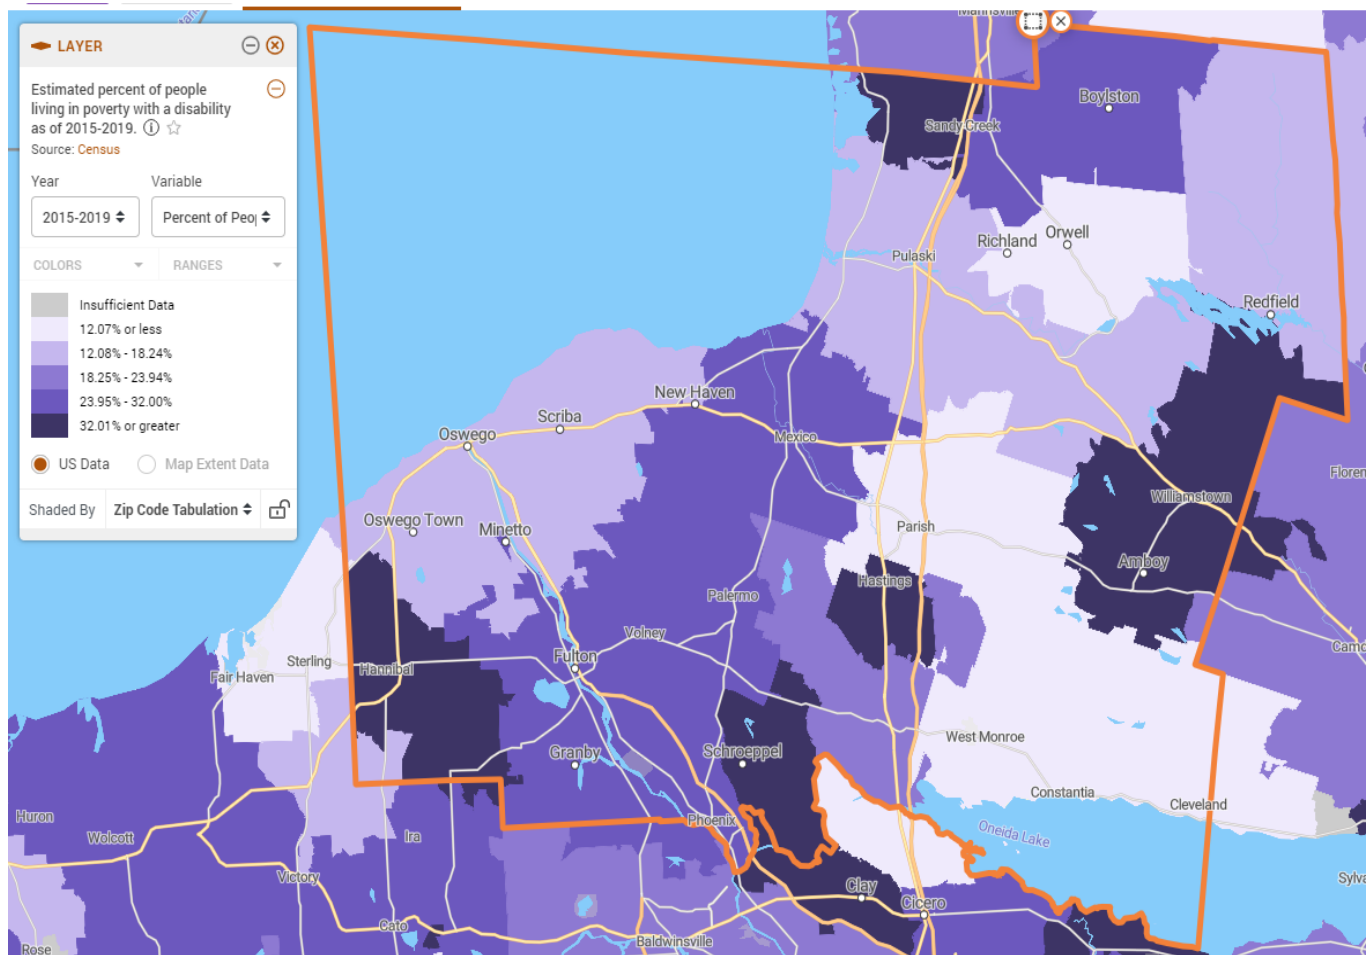 LAYER
Estimated percent of people
living in poverty with a disability
as of 2015-2019.
Source: Census
Year
Variable
2015-2019
Percent of Peo
COLORS
RANGES
Insufficient Data
12.07% or less
12.08% - 18.24%
18.25% - 23.94%
23.95% - 32.00%
32.01% or greater
US Data
Map Extent Data
Shaded By
Zip Code Tabulation
Boylston
Sandy Creek
Orwell
Richland
Pulaski
Redfield
New Haven
Scriba
Oswego
Mexico
Floren
Williamstown
Oswego Town
Minetto
Parish
Amboy
Hastings
Palermo
Volney
Camd
Fulton
Sterling
Hannibal
Fair Haven
West Monroe
Granby
Schroeppel
Constantia
Cleveland
Huron
Phoenix
Oneida Lake
Wolcott
Ira
Victory
Sylva
Clay
Cicero
Cato
Baldwinsville
Rose